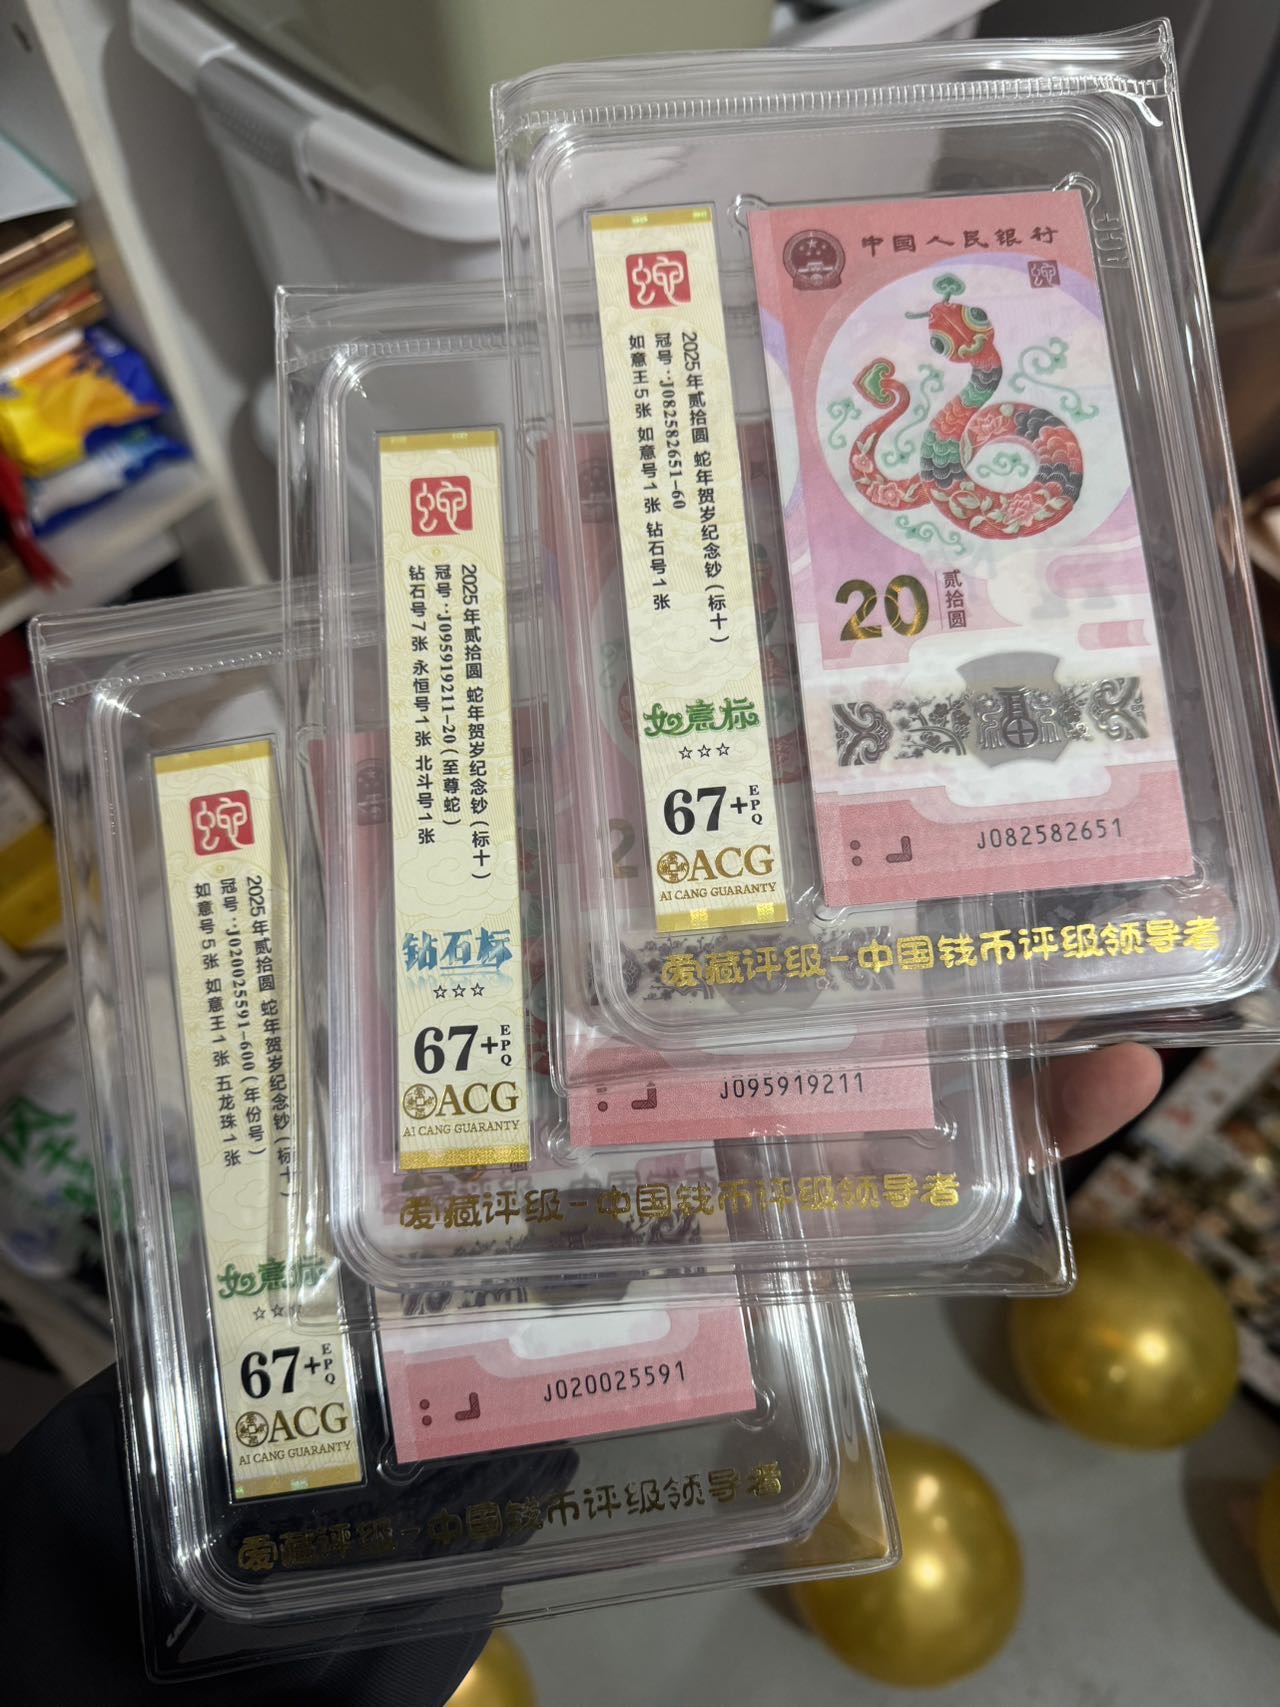 蛇
2025年贰拾圆 蛇年贺岁纪念钞（标十）
冠号：J082582651-60
如意王5张 如意号1张 钻石号1张
如意标
☆☆☆
67+EPQ
ACG
AI CANG GUARANTY
中国人民银行
蛇
20
贰拾圆
J082582651
爱藏评级-中国钱币评级领导者
蛇
2025年贰拾圆 蛇年贺岁纪念钞（标十）
冠号：J095919211-20（至尊蛇）
钻石号7张 永恒号1张 北斗号1张
钻石标
☆☆☆
67+EPQ
ACG
AI CANG GUARANTY
J095919211
爱藏评级-中国钱币评级领导者
蛇
2025年贰拾圆 蛇年贺岁纪念钞（标十）
冠号：J020025591-600（年份号）
如意号5张 如意王1张 五龙珠1张
如意标
☆☆☆
67+EPQ
ACG
AI CANG GUARANTY
J020025591
爱藏评级-中国钱币评级领导者